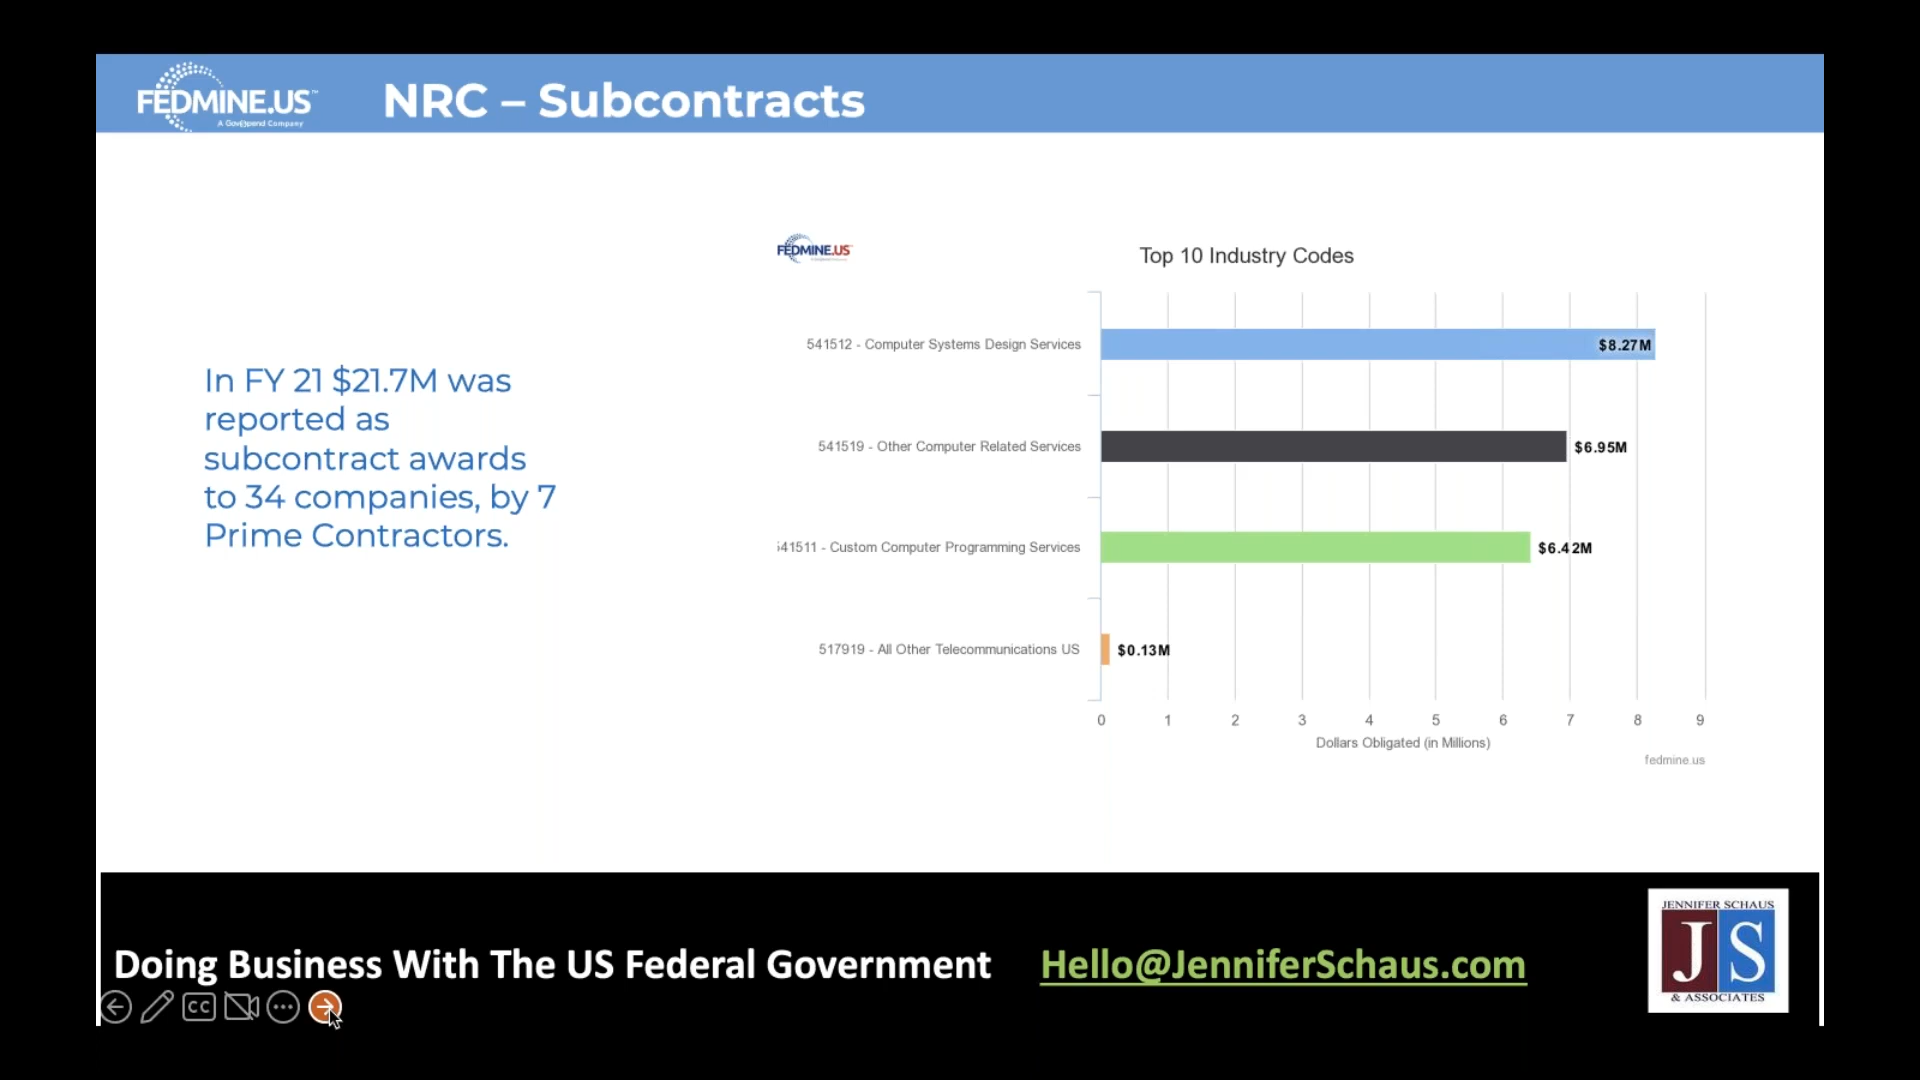 FEDMINE.US™
A GovSpend Company
NRC – Subcontracts
In FY 21 $21.7M was
reported as
subcontract awards
to 34 companies, by 7
Prime Contractors.
FEDMINE.US
Top 10 Industry Codes
541512 - Computer Systems Design Services
$8.27M
541519 - Other Computer Related Services
$6.95M
41511 - Custom Computer Programming Services
$6.42M
517919 - All Other Telecommunications US
$0.13M
0 1 2 3 4 5 6 7 8 9
Dollars Obligated (in Millions)
fedmine.us
Doing Business With The US Federal Government
Hello@JenniferSchaus.com
JENNIFER SCHAUS
JS
& ASSOCIATES
CC